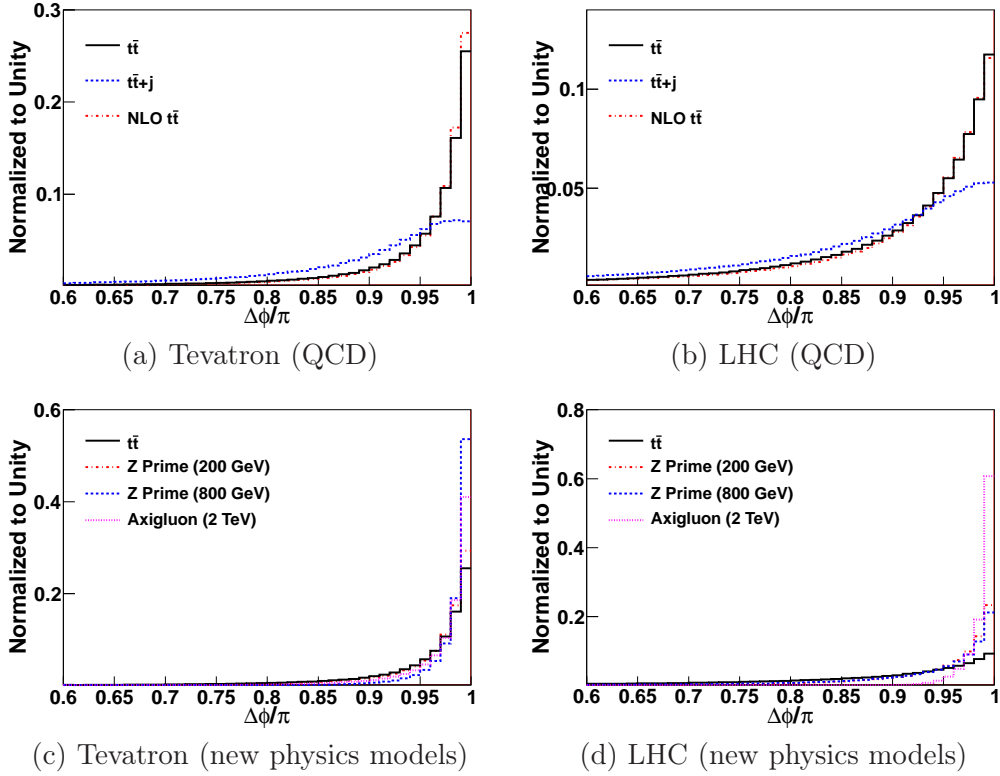 Normalized to Unity
0.3
0.2
0.1
0
tt̄
tt̄+j
NLO tt̄
0.6 0.65 0.7 0.75 0.8 0.85 0.9 0.95 1
Δϕ/π
(a) Tevatron (QCD)
Normalized to Unity
0.1
0.05
tt̄
tt̄+j
NLO tt̄
0.6 0.65 0.7 0.75 0.8 0.85 0.9 0.95 1
Δϕ/π
(b) LHC (QCD)
Normalized to Unity
0.6
0.4
0.2
0
tt̄
Z Prime (200 GeV)
Z Prime (800 GeV)
Axigluon (2 TeV)
0.6 0.65 0.7 0.75 0.8 0.85 0.9 0.95 1
Δϕ/π
(c) Tevatron (new physics models)
Normalized to Unity
0.8
0.6
0.4
0.2
0
tt̄
Z Prime (200 GeV)
Z Prime (800 GeV)
Axigluon (2 TeV)
0.6 0.65 0.7 0.75 0.8 0.85 0.9 0.95 1
Δϕ/π
(d) LHC (new physics models)